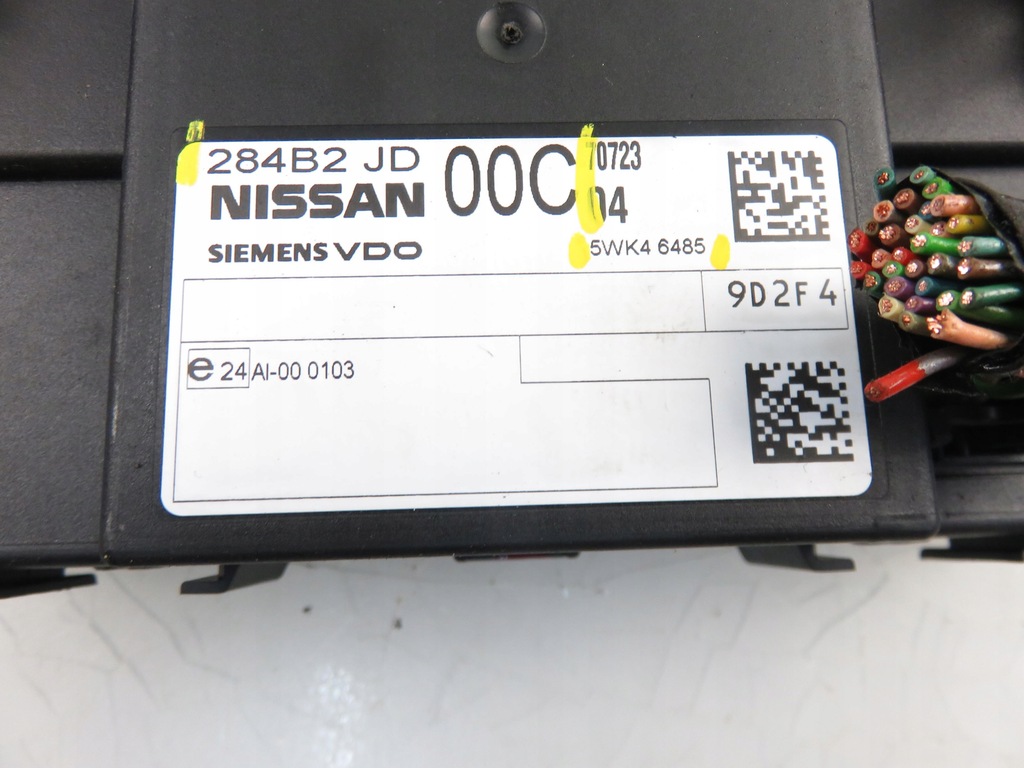 284B2 JD 00C 70723
NISSAN 04
SIEMENS VDO 5WK4 6485
9D2F4
e 24 AI-00 0103